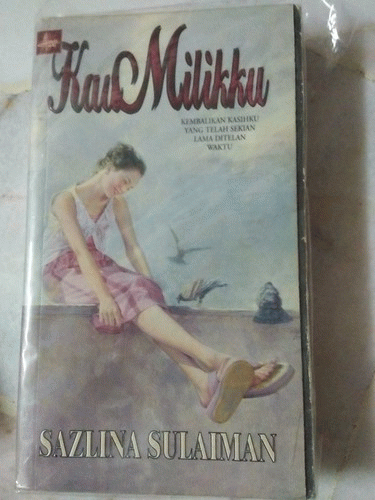 Kau Milikku
KEMBALIKAN KASIHKU
YANG TELAH SEKIAN
LAMA DITELAN
WAKTU
SAZLINA SULAIMAN